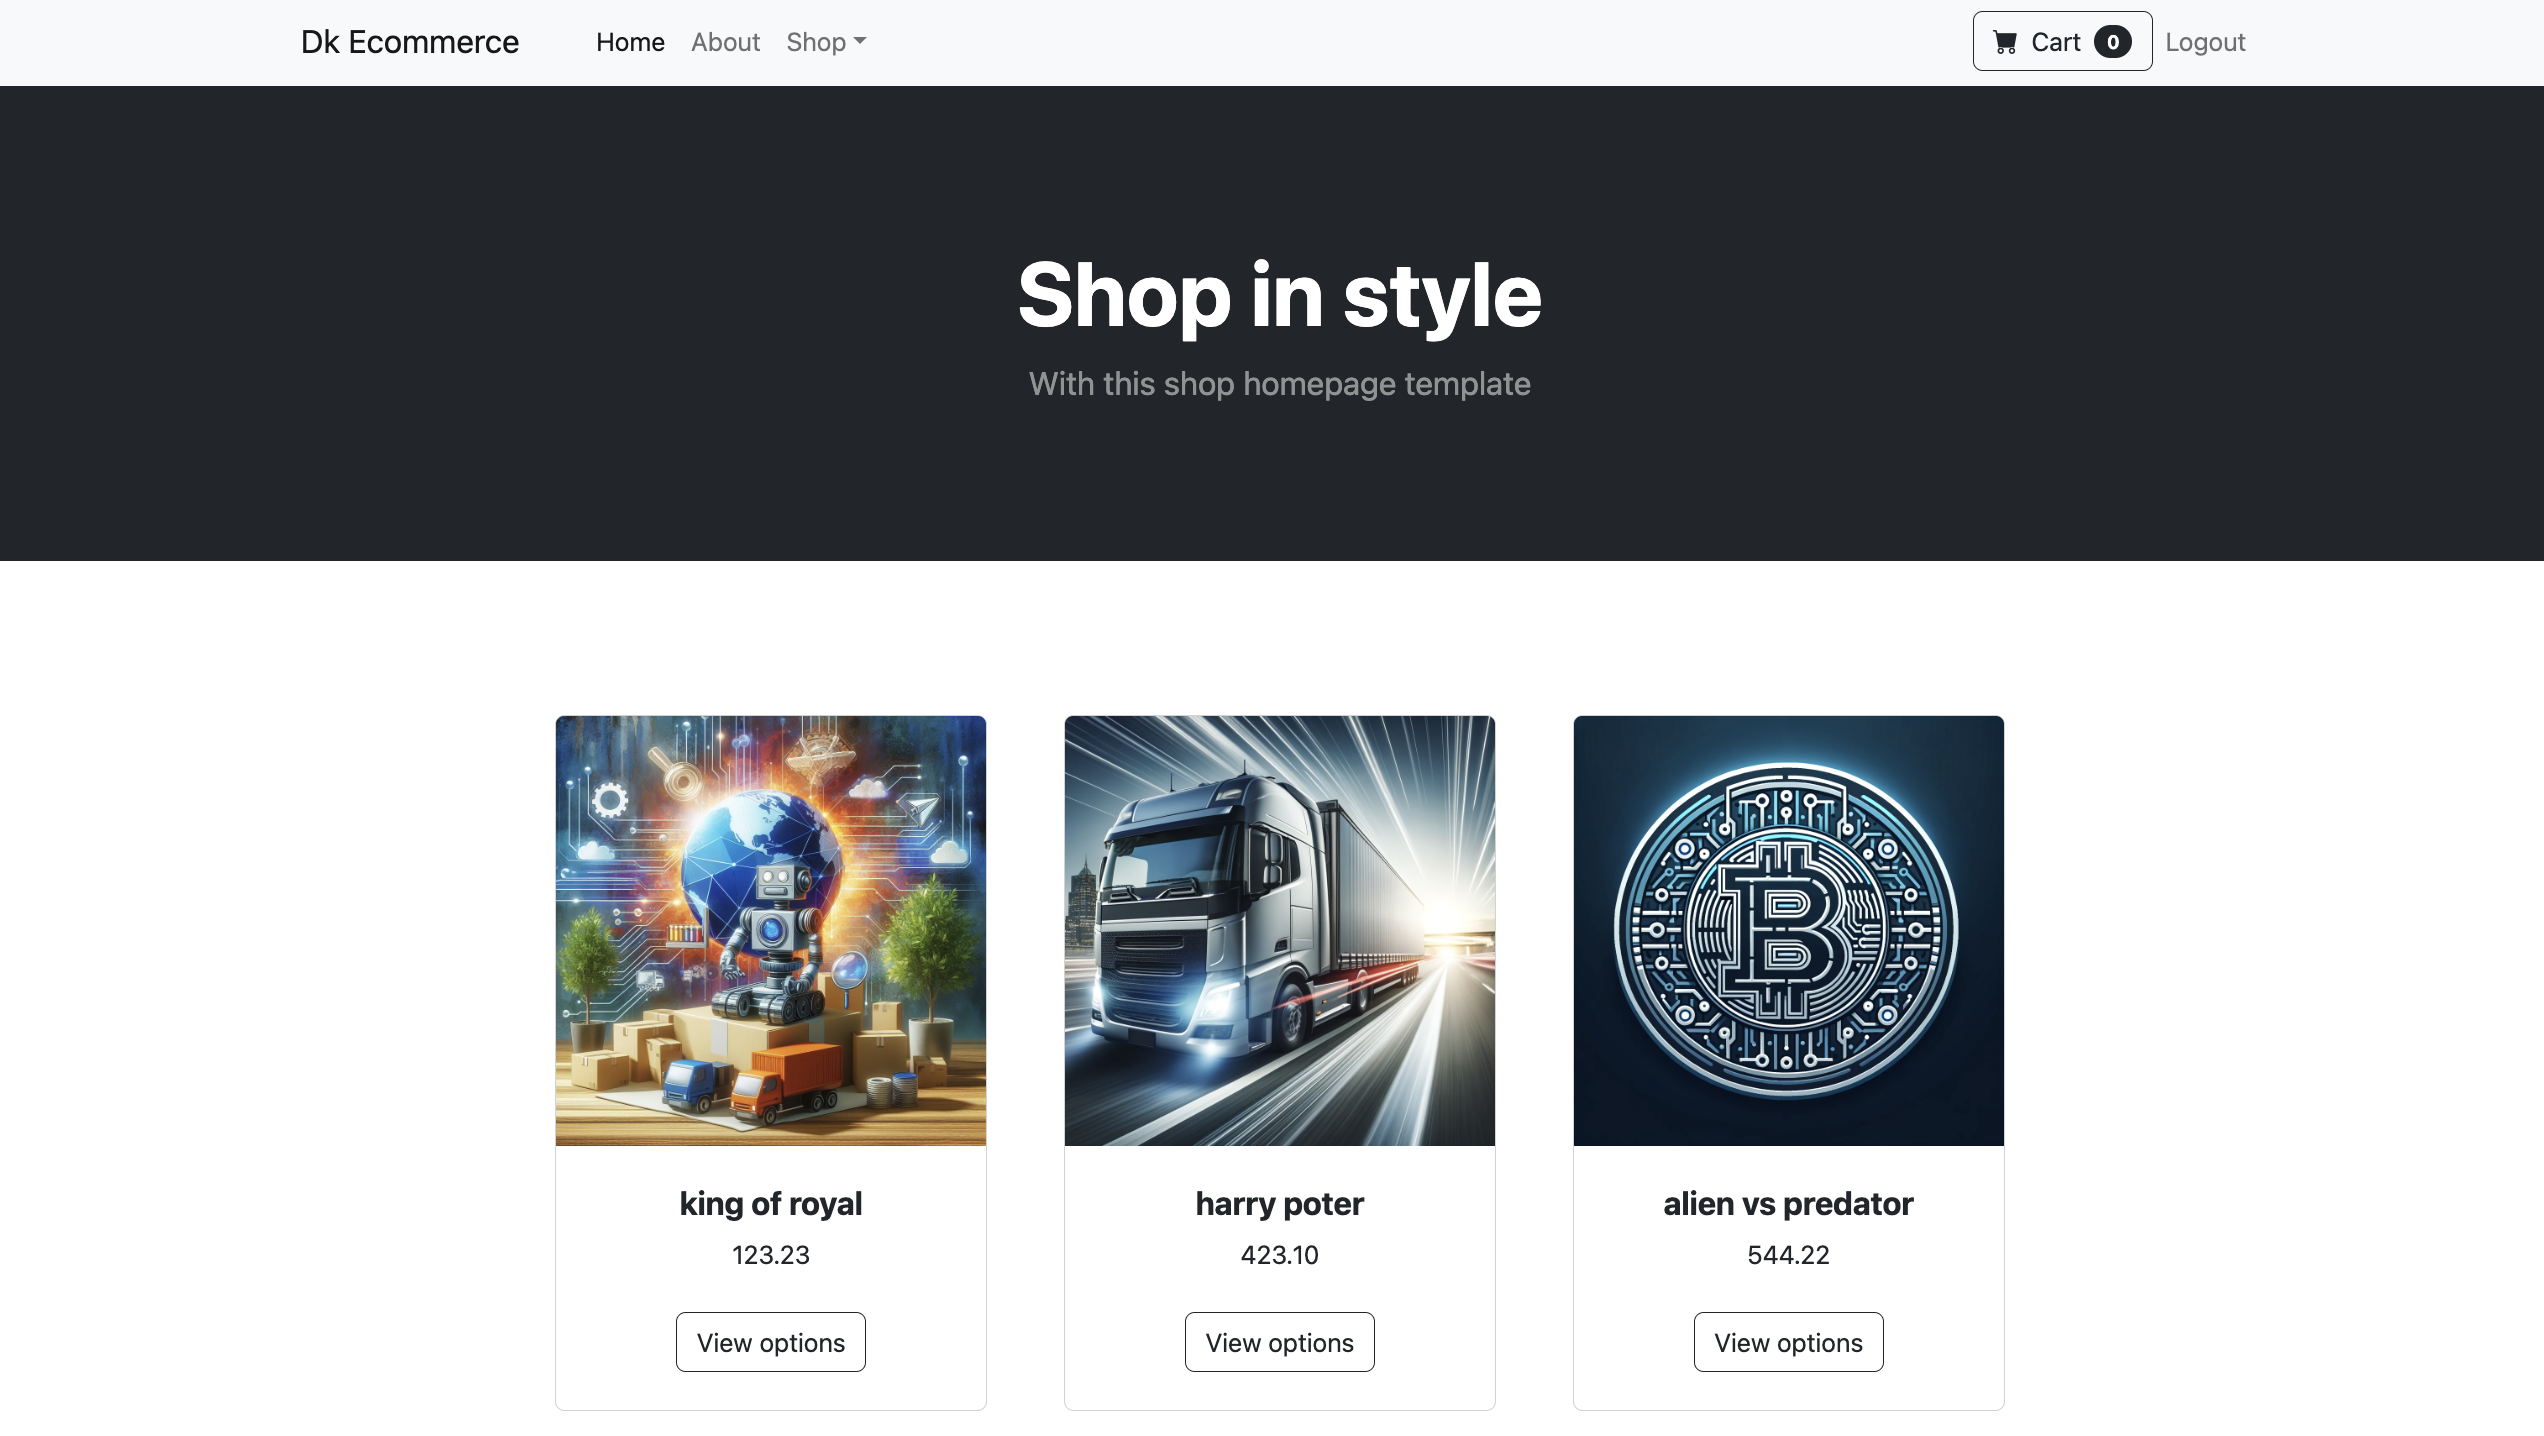 Dk Ecommerce Home About Shop Cart 0 Logout
Shop in style
With this shop homepage template
king of royal
123.23
View options
harry poter
423.10
View options
alien vs predator
544.22
View options